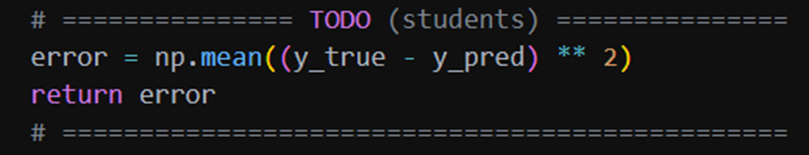 # =============== TODO (students) ===============
error = np.mean((y_true - y_pred) ** 2)
return error
# ================================================